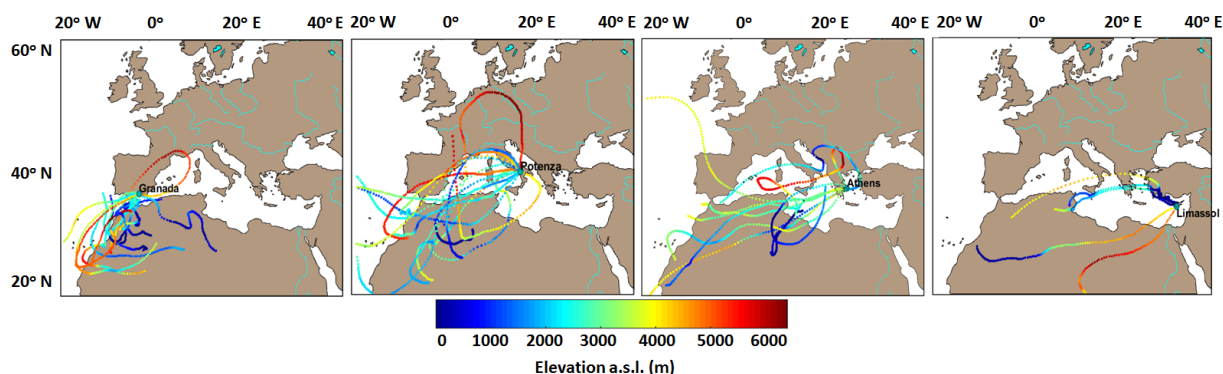 20° W 0° 20° E 40° E
20° W 0° 20° E 40° E
20° W 0° 20° E 40° E
20° W 0° 20° E 40° E
60° N
40° N
20° N
Granada
Potenza
Athens
Limassol
0 1000 2000 3000 4000 5000 6000
Elevation a.s.l. (m)